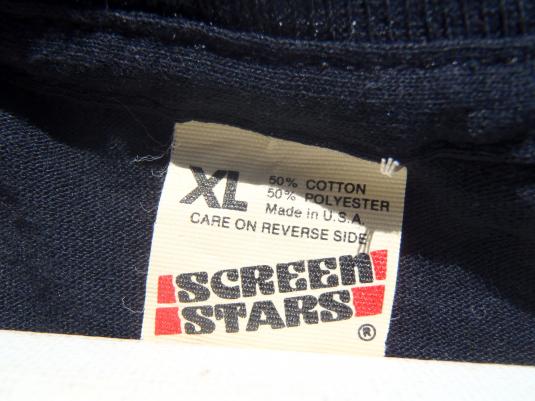 XL
50% COTTON
50% POLYESTER
Made in U.S.A.
CARE ON REVERSE SIDE
SCREEN
STARS
®